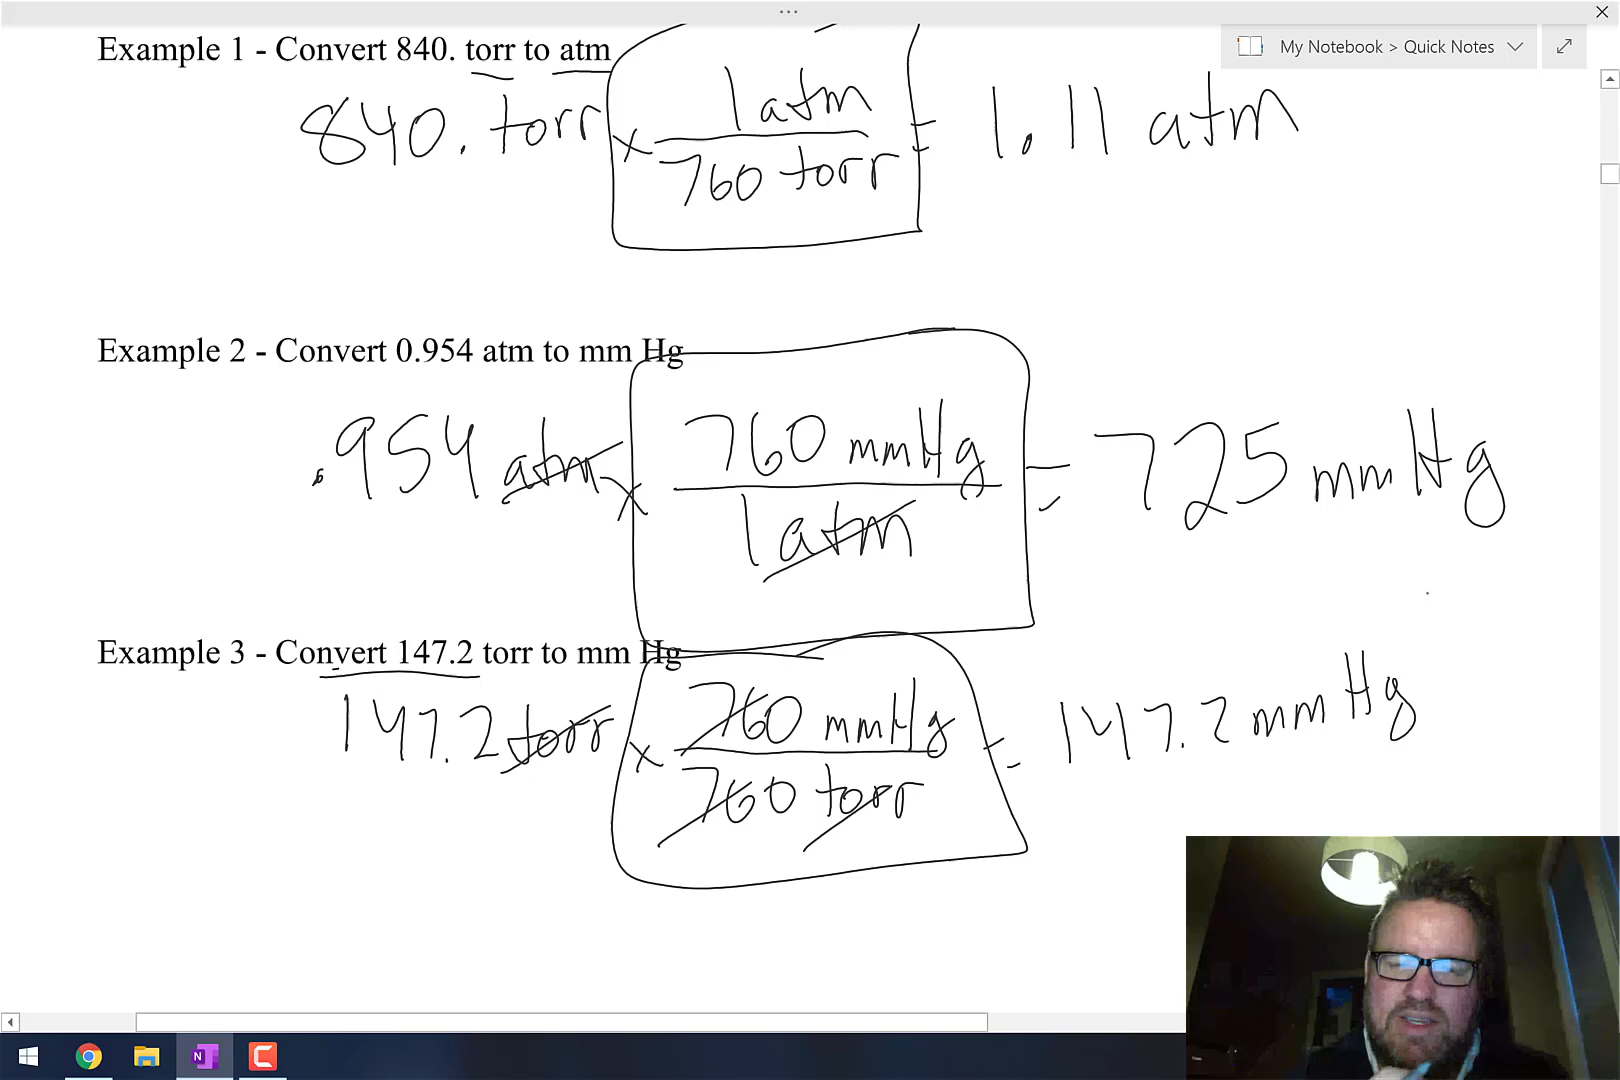 Example 1 - Convert 840. torr to atm
My Notebook > Quick Notes
840. torr × 1 atm = 1.11 atm
760 torr
Example 2 - Convert 0.954 atm to mm Hg
.954 atm × 760 mmHg = 725 mmHg
1 atm
Example 3 - Convert 147.2 torr to mm Hg
147.2 torr × 760 mmHg = 147.2 mmHg
760 torr